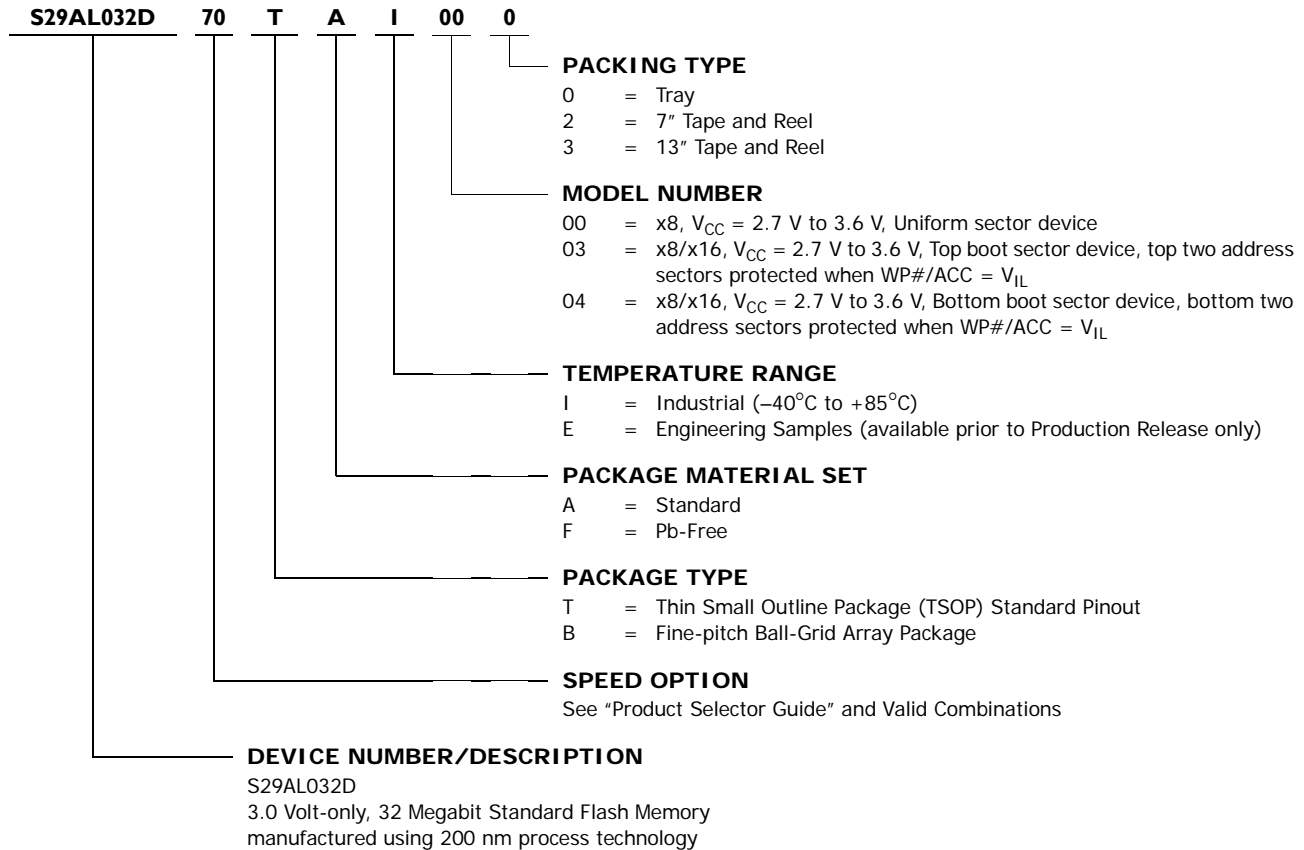 S29AL032D 70 T A I 00 0
PACKING TYPE
0 = Tray
2 = 7″ Tape and Reel
3 = 13″ Tape and Reel
MODEL NUMBER
00 = x8, VCC = 2.7 V to 3.6 V, Uniform sector device
03 = x8/x16, VCC = 2.7 V to 3.6 V, Top boot sector device, top two address
sectors protected when WP#/ACC = VIL
04 = x8/x16, VCC = 2.7 V to 3.6 V, Bottom boot sector device, bottom two
address sectors protected when WP#/ACC = VIL
TEMPERATURE RANGE
I = Industrial (–40°C to +85°C)
E = Engineering Samples (available prior to Production Release only)
PACKAGE MATERIAL SET
A = Standard
F = Pb-Free
PACKAGE TYPE
T = Thin Small Outline Package (TSOP) Standard Pinout
B = Fine-pitch Ball-Grid Array Package
SPEED OPTION
See “Product Selector Guide” and Valid Combinations
DEVICE NUMBER/DESCRIPTION
S29AL032D
3.0 Volt-only, 32 Megabit Standard Flash Memory
manufactured using 200 nm process technology